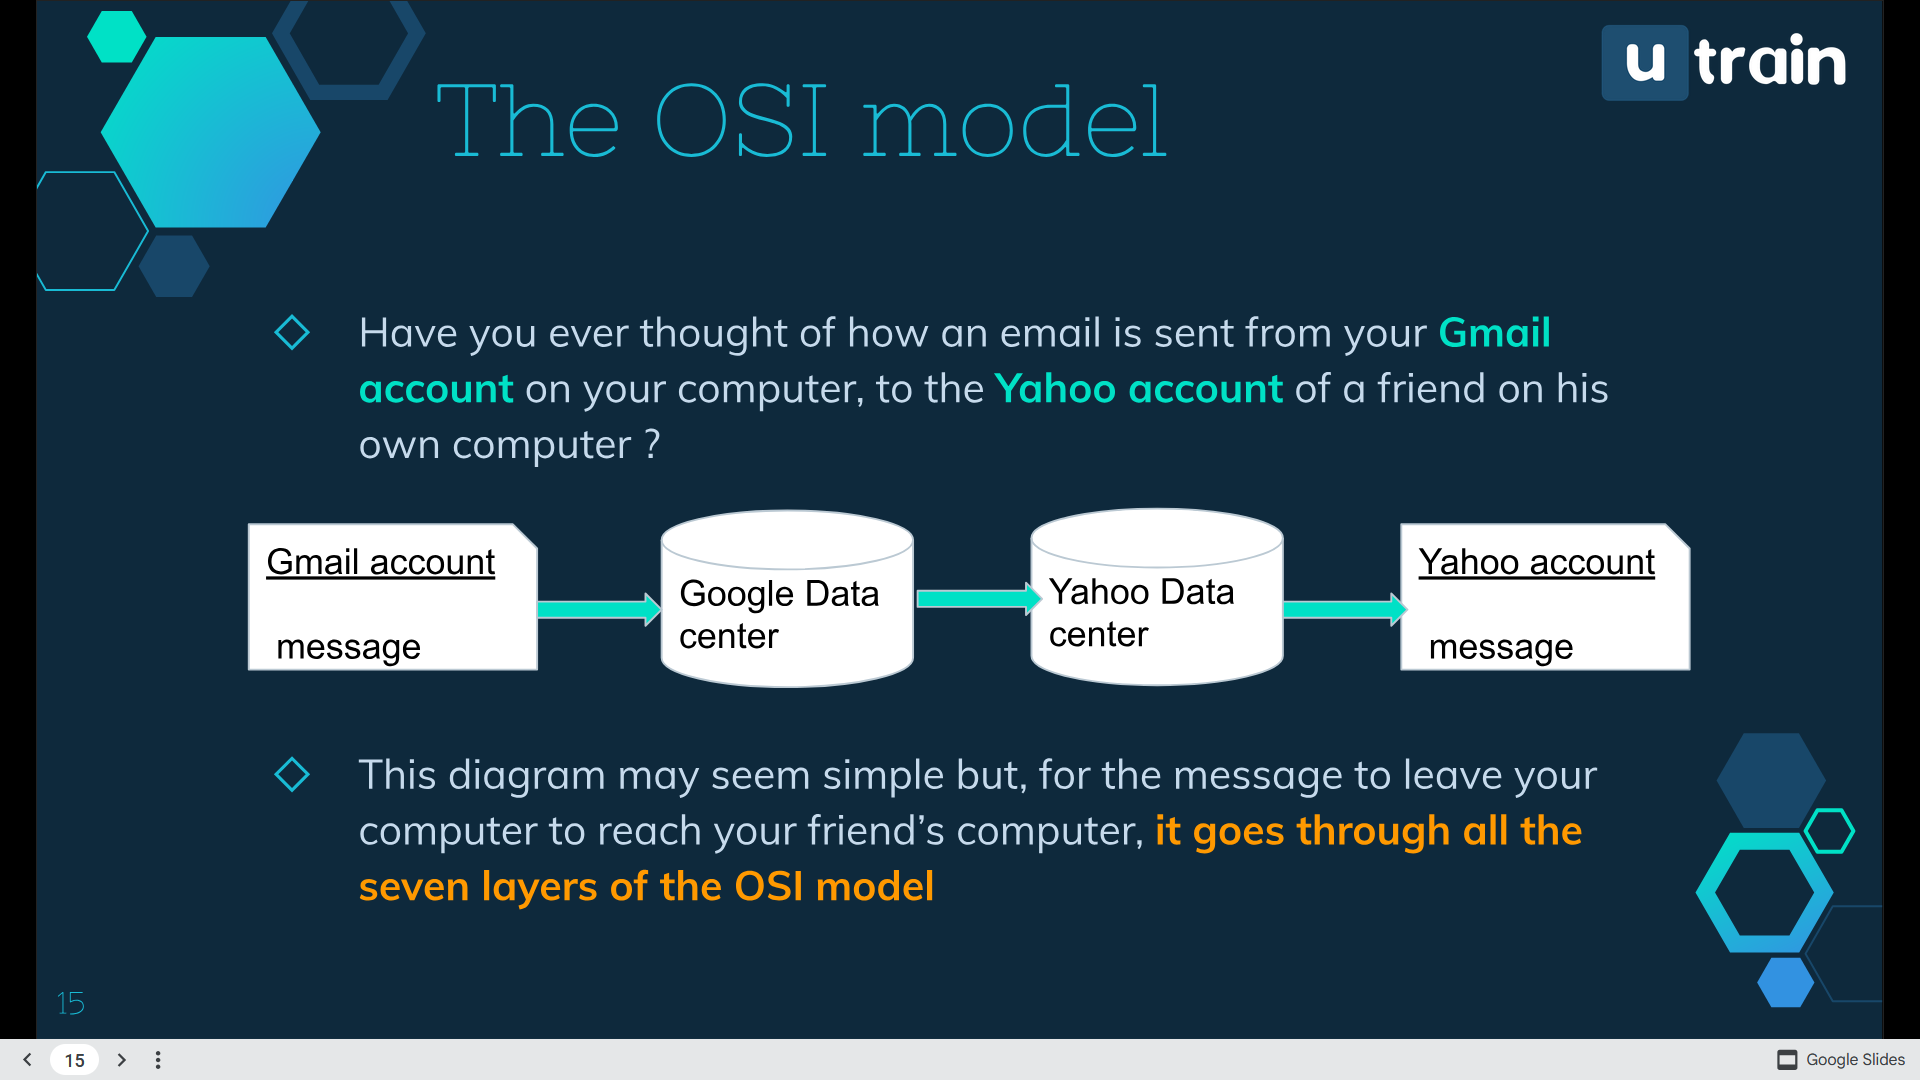 u train
The OSI model
Have you ever thought of how an email is sent from your Gmail
account on your computer, to the Yahoo account of a friend on his
own computer ?
Gmail account
message
Google Data
center
Yahoo Data
center
Yahoo account
message
This diagram may seem simple but, for the message to leave your
computer to reach your friend’s computer, it goes through all the
seven layers of the OSI model
15
15
Google Slides